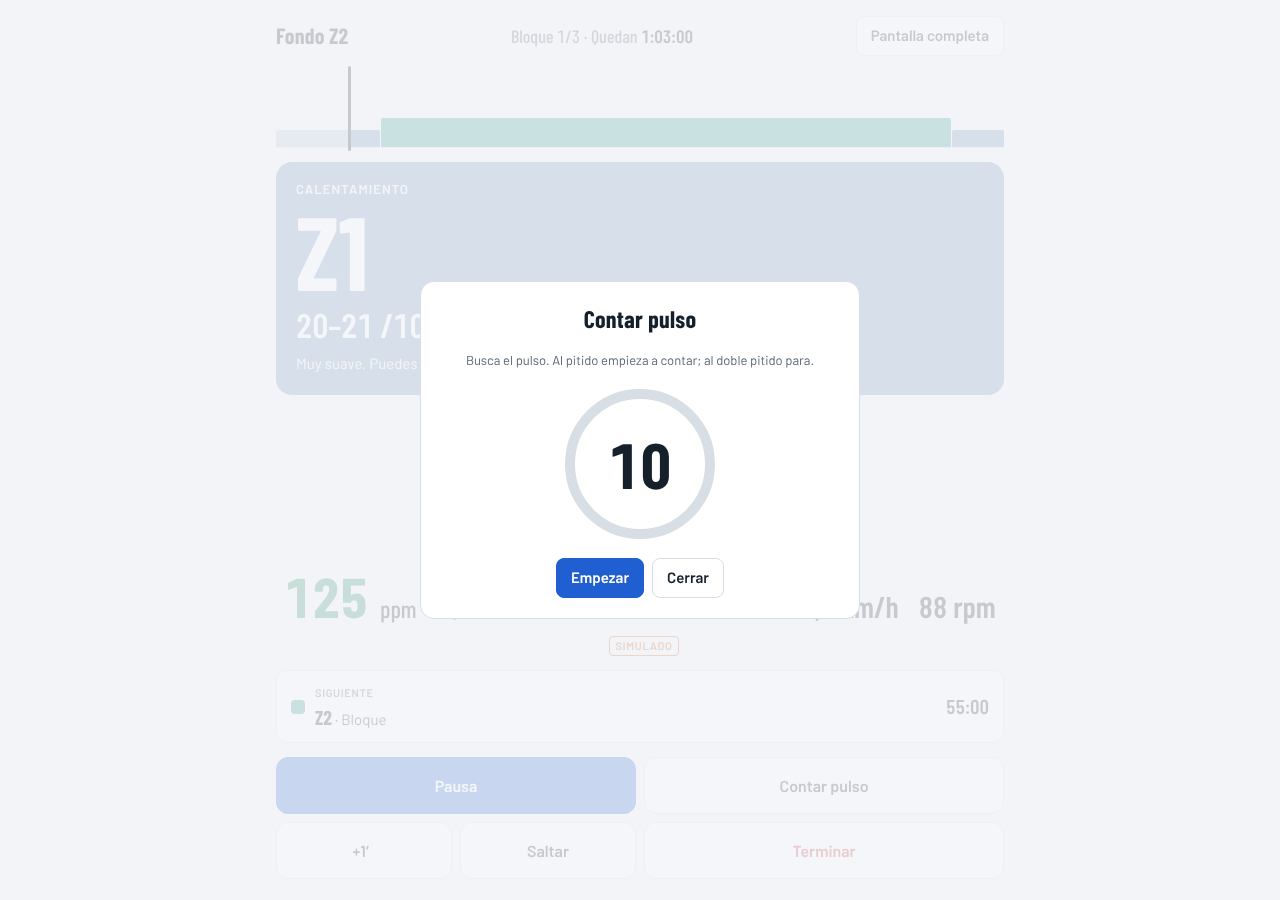 Fondo Z2
Bloque 1/3 · Quedan 1:03:00
Pantalla completa
CALENTAMIENTO
Z1
20–21 /10
Muy suave. Puedes
Contar pulso
Busca el pulso. Al pitido empieza a contar; al doble pitido para.
10
Empezar
Cerrar
125 ppm
m/h
88 rpm
SIMULADO
SIGUIENTE
Z2 · Bloque
55:00
Pausa
Contar pulso
+1′
Saltar
Terminar